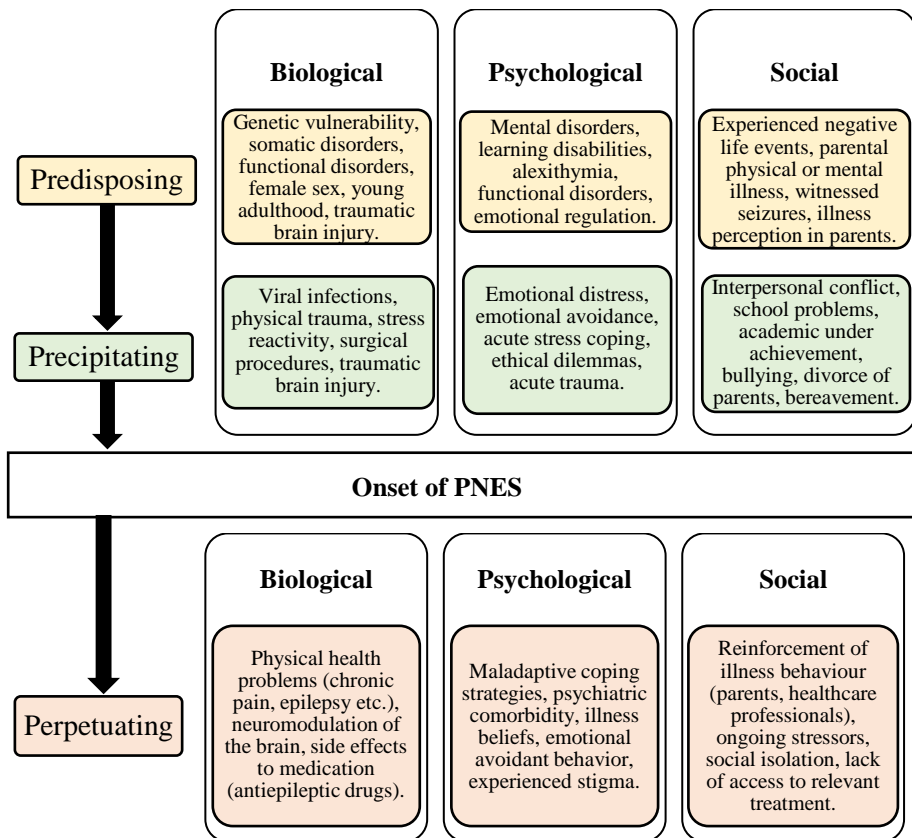 Biological
Psychological
Social
Predisposing
Genetic vulnerability,
somatic disorders,
functional disorders,
female sex, young
adulthood, traumatic
brain injury.
Mental disorders,
learning disabilities,
alexithymia,
functional disorders,
emotional regulation.
Experienced negative
life events, parental
physical or mental
illness, witnessed
seizures, illness
perception in parents.
Precipitating
Viral infections,
physical trauma, stress
reactivity, surgical
procedures, traumatic
brain injury.
Emotional distress,
emotional avoidance,
acute stress coping,
ethical dilemmas,
acute trauma.
Interpersonal conflict,
school problems,
academic under
achievement,
bullying, divorce of
parents, bereavement.
Onset of PNES
Biological
Psychological
Social
Perpetuating
Physical health
problems (chronic
pain, epilepsy etc.),
neuromodulation of
the brain, side effects
to medication
(antiepileptic drugs).
Maladaptive coping
strategies, psychiatric
comorbidity, illness
beliefs, emotional
avoidant behavior,
experienced stigma.
Reinforcement of
illness behaviour
(parents, healthcare
professionals),
ongoing stressors,
social isolation, lack
of access to relevant
treatment.